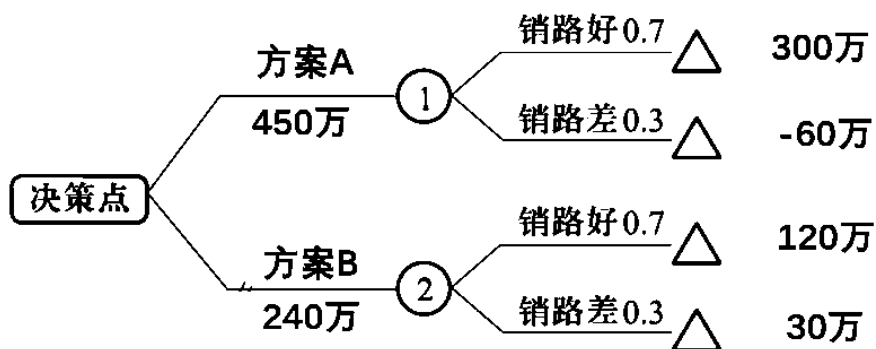 销路好0.7
300万
方案A
①
450万
销路差0.3
-60万
决策点
销路好0.7
120万
方案B
②
240万
销路差0.3
30万